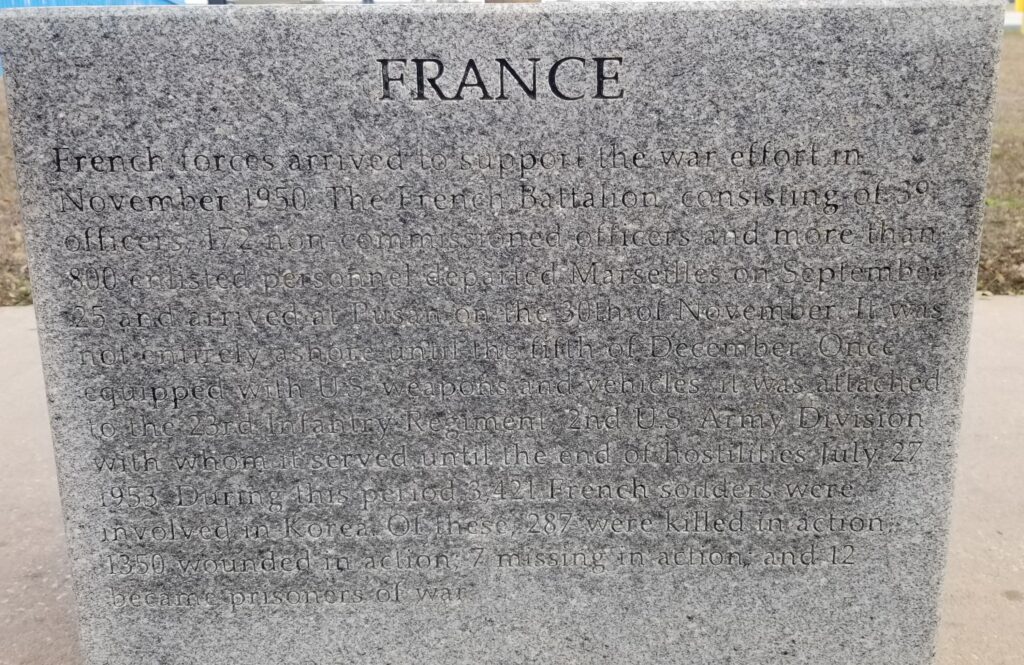 FRANCE
French forces arrived to support the war effort in
November 1950. The French Battalion, consisting of 39
officers, 172 non-commissioned officers and more than
800 enlisted personnel departed Marseilles on September
25 and arrived at Pusan on the 30th of November. It was
not entirely ashore until the fifth of December. Once
equipped with U.S. weapons and vehicles, it was attached
to the 23rd Infantry Regiment, 2nd U.S. Army Division
with whom it served until the end of hostilities July 27
1953. During this period 3,421 French soldiers were
involved in Korea. Of these, 287 were killed in action,
1350 wounded in action, 7 missing in action, and 12
became prisoners of war.